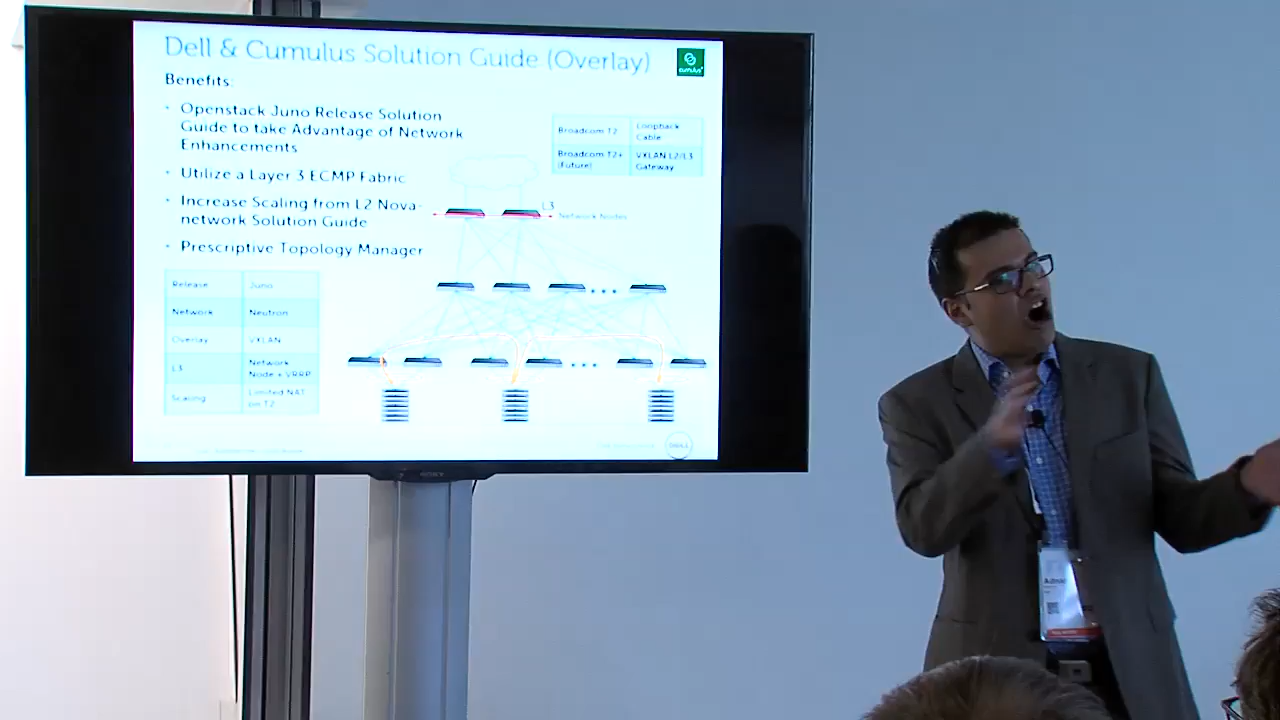 Dell & Cumulus Solution Guide (Overlay)
cumulus
Benefits:
• Openstack Juno Release Solution
Guide to take Advantage of Network
Enhancements
• Utilize a Layer 3 ECMP Fabric
• Increase Scaling from L2 Nova-
network Solution Guide
• Prescriptive Topology Manager
Broadcom T2
Loopback
Cable
Broadcom T2+
(Future)
VXLAN L2/L3
Gateway
L3
Network Nodes
Release
Juno
Network
Neutron
Overlay
VXLAN
L3
Network
Node + VRRP
Scaling
Limited NAT
on T2
DELL
SONY